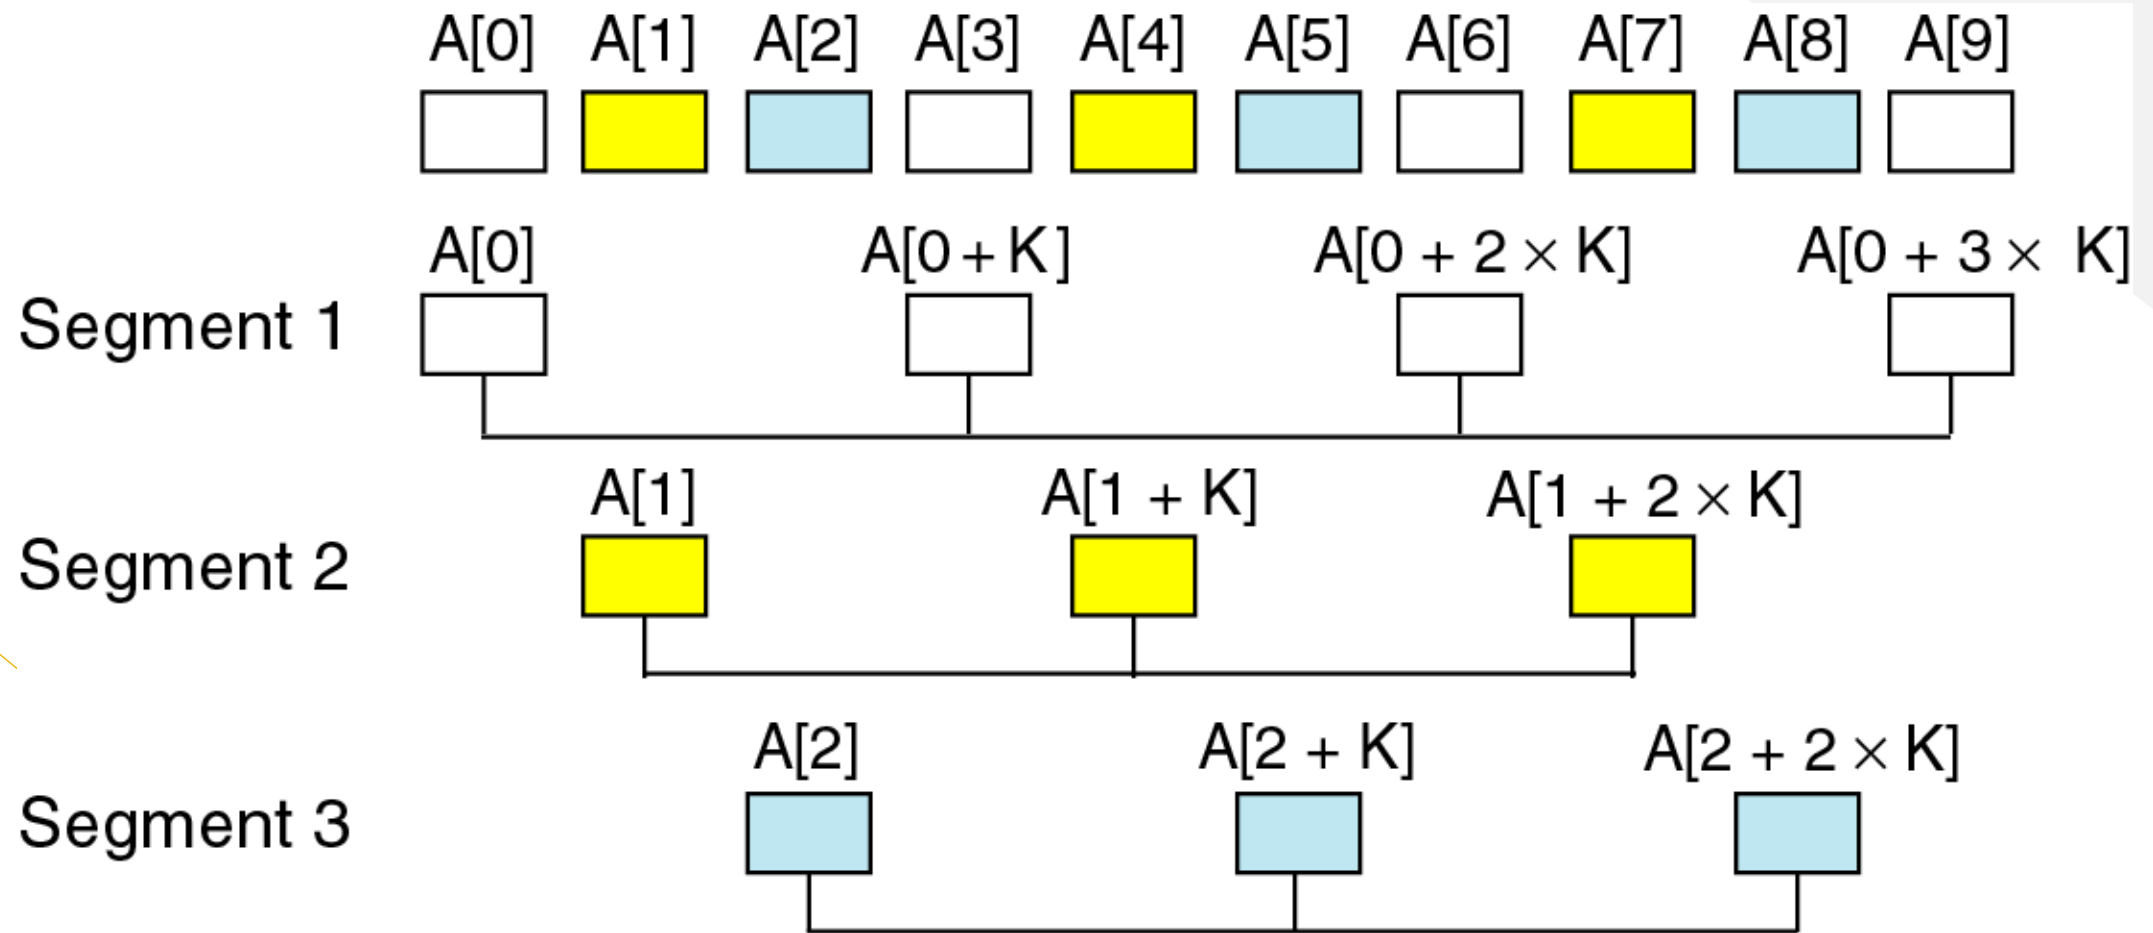 A[0] A[1] A[2] A[3] A[4] A[5] A[6] A[7] A[8] A[9]
A[0] A[0 + K] A[0 + 2 × K] A[0 + 3 × K]
Segment 1
A[1] A[1 + K] A[1 + 2 × K]
Segment 2
A[2] A[2 + K] A[2 + 2 × K]
Segment 3